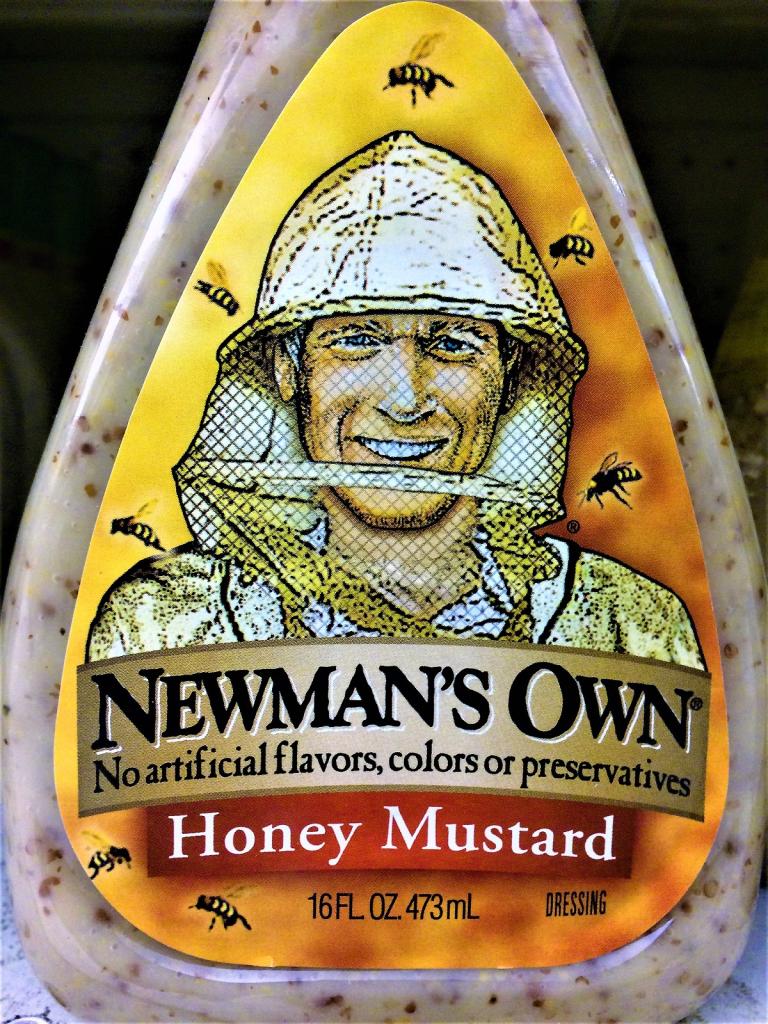 ®
NEWMAN'S OWN®
No artificial flavors, colors or preservatives
Honey Mustard
16 FL. OZ. 473 mL DRESSING